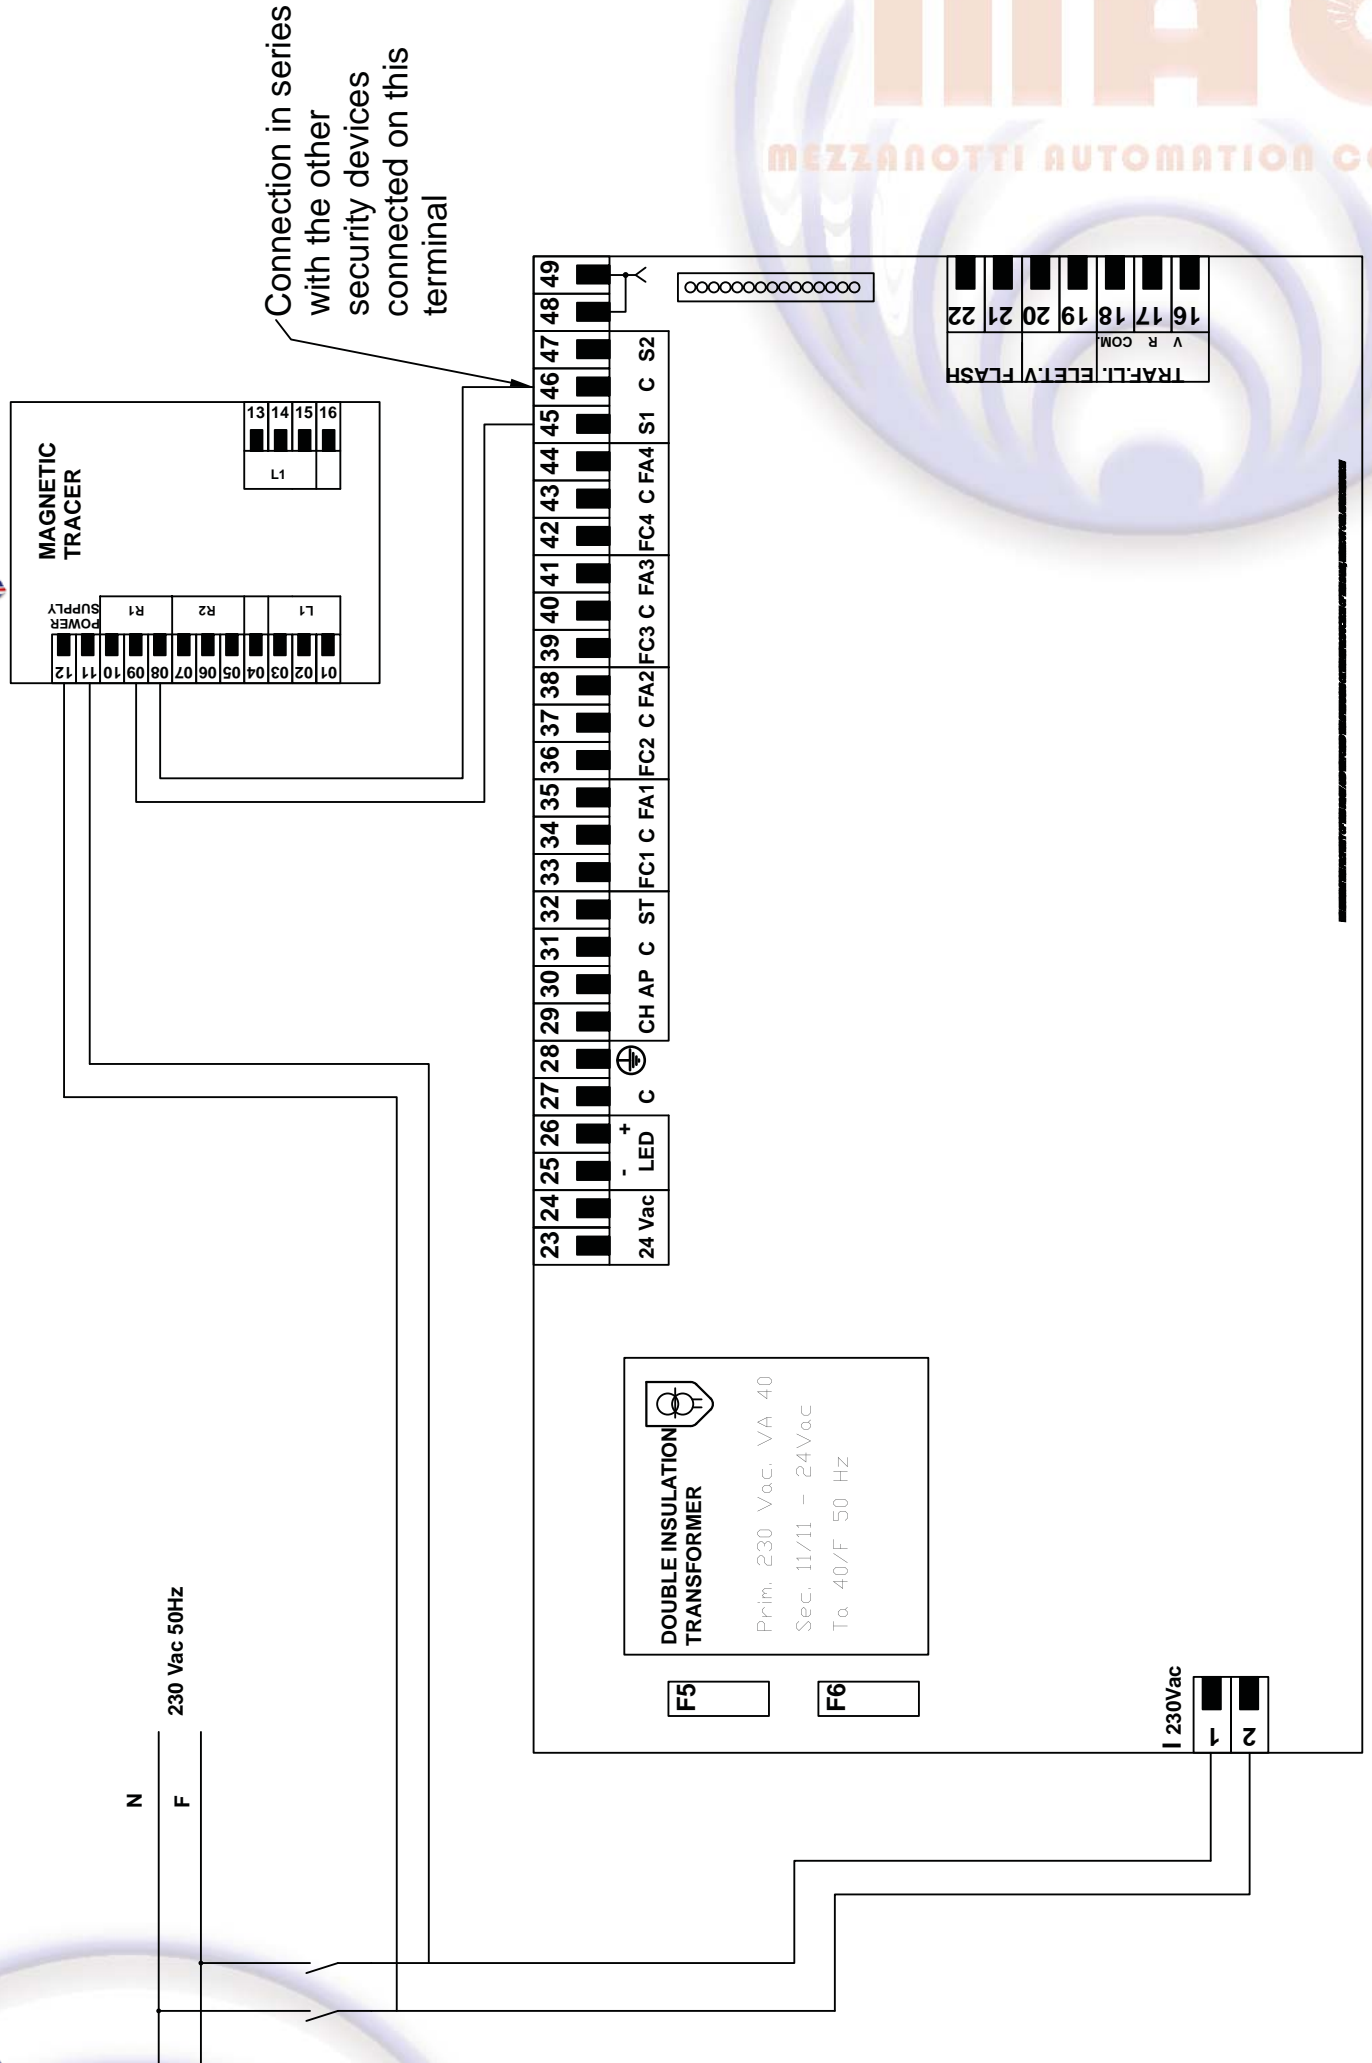 MAC
MEZZANOTTI AUTOMATION
Connection in series
with the other
security devices
connected on this
terminal
MAGNETIC
TRACER
POWER
SUPPLY
R1
R2
L1
12 11 10 09 08 07 06 05 04 03 02 01
13 14 15 16
L1
23 24 25 26 27 28 29 30 31 32 33 34 35 36 37 38 39 40 41 42 43 44 45 46 47 48 49
24 Vac
- +
LED
C
CH AP C ST
FC1 C FA1
FC2 C FA2
FC3 C FA3
FC4 C FA4
S1 C S2
22 21 20 19 18 17 16
COM. R V
FLASH
ELET.V.
TRAF.LI.
DOUBLE INSULATION
TRANSFORMER
Prim. 230 Vac. VA 40
Sec. 11/11 - 24Vac
Ta 40/F 50 Hz
F5
F6
230 Vac 50Hz
N
F
I 230Vac
1
2